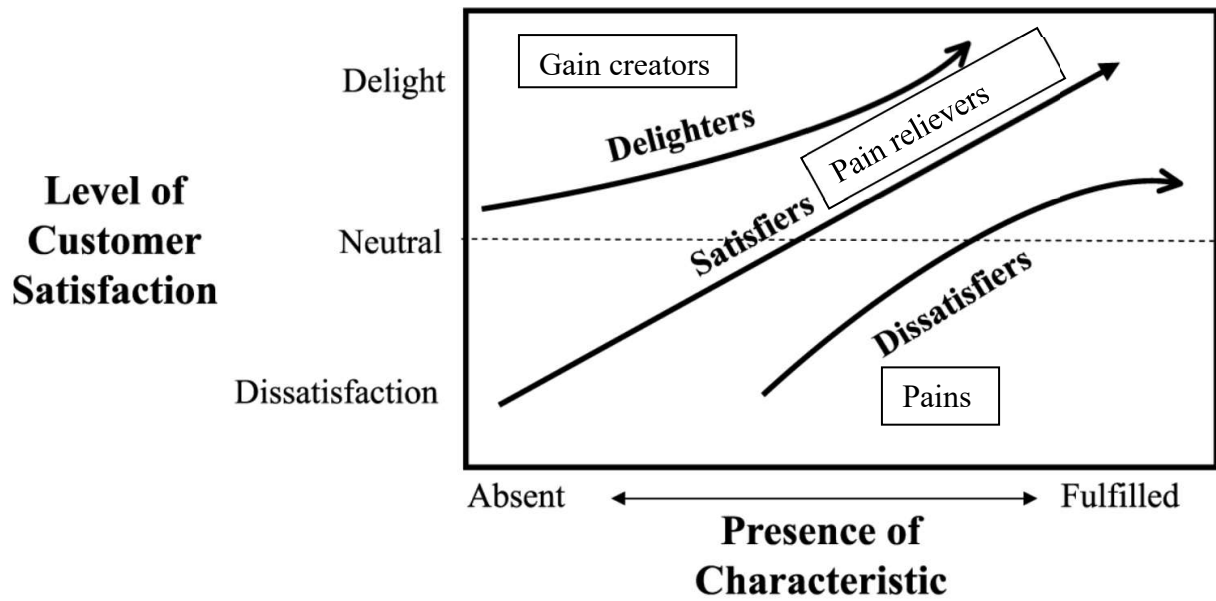 Gain creators
Delight
Delighters
Pain relievers
Level of
Customer
Satisfaction
Neutral
Satisfiers
Dissatisfiers
Dissatisfaction
Pains
Absent
Fulfilled
Presence of
Characteristic